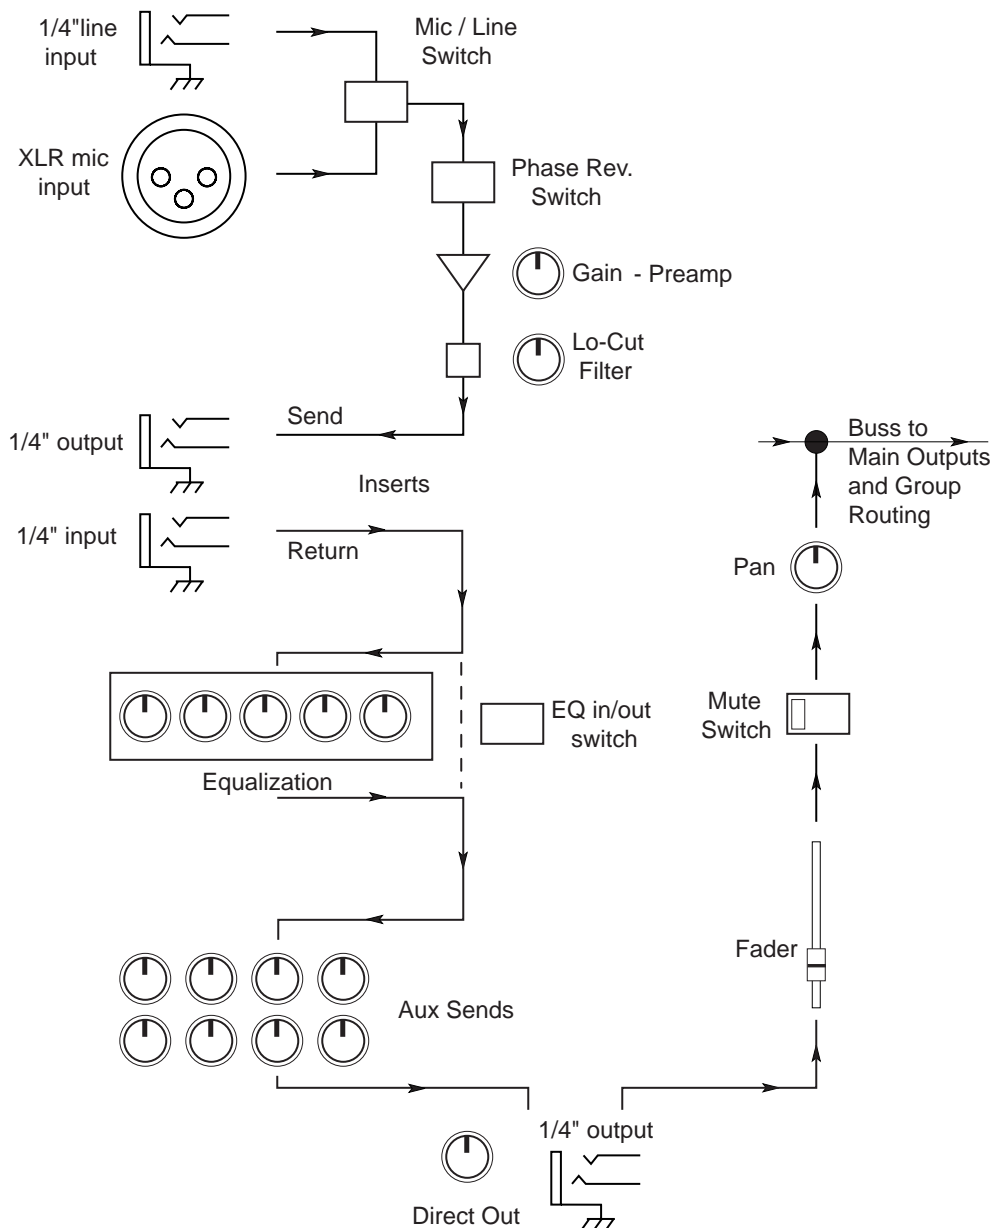 1/4"line
input
Mic / Line
Switch
XLR mic
input
Phase Rev.
Switch
Gain - Preamp
Lo-Cut
Filter
Send
1/4" output
Inserts
1/4" input
Return
Buss to
Main Outputs
and Group
Routing
Pan
EQ in/out
switch
Mute
Switch
Equalization
Fader
Aux Sends
1/4" output
Direct Out